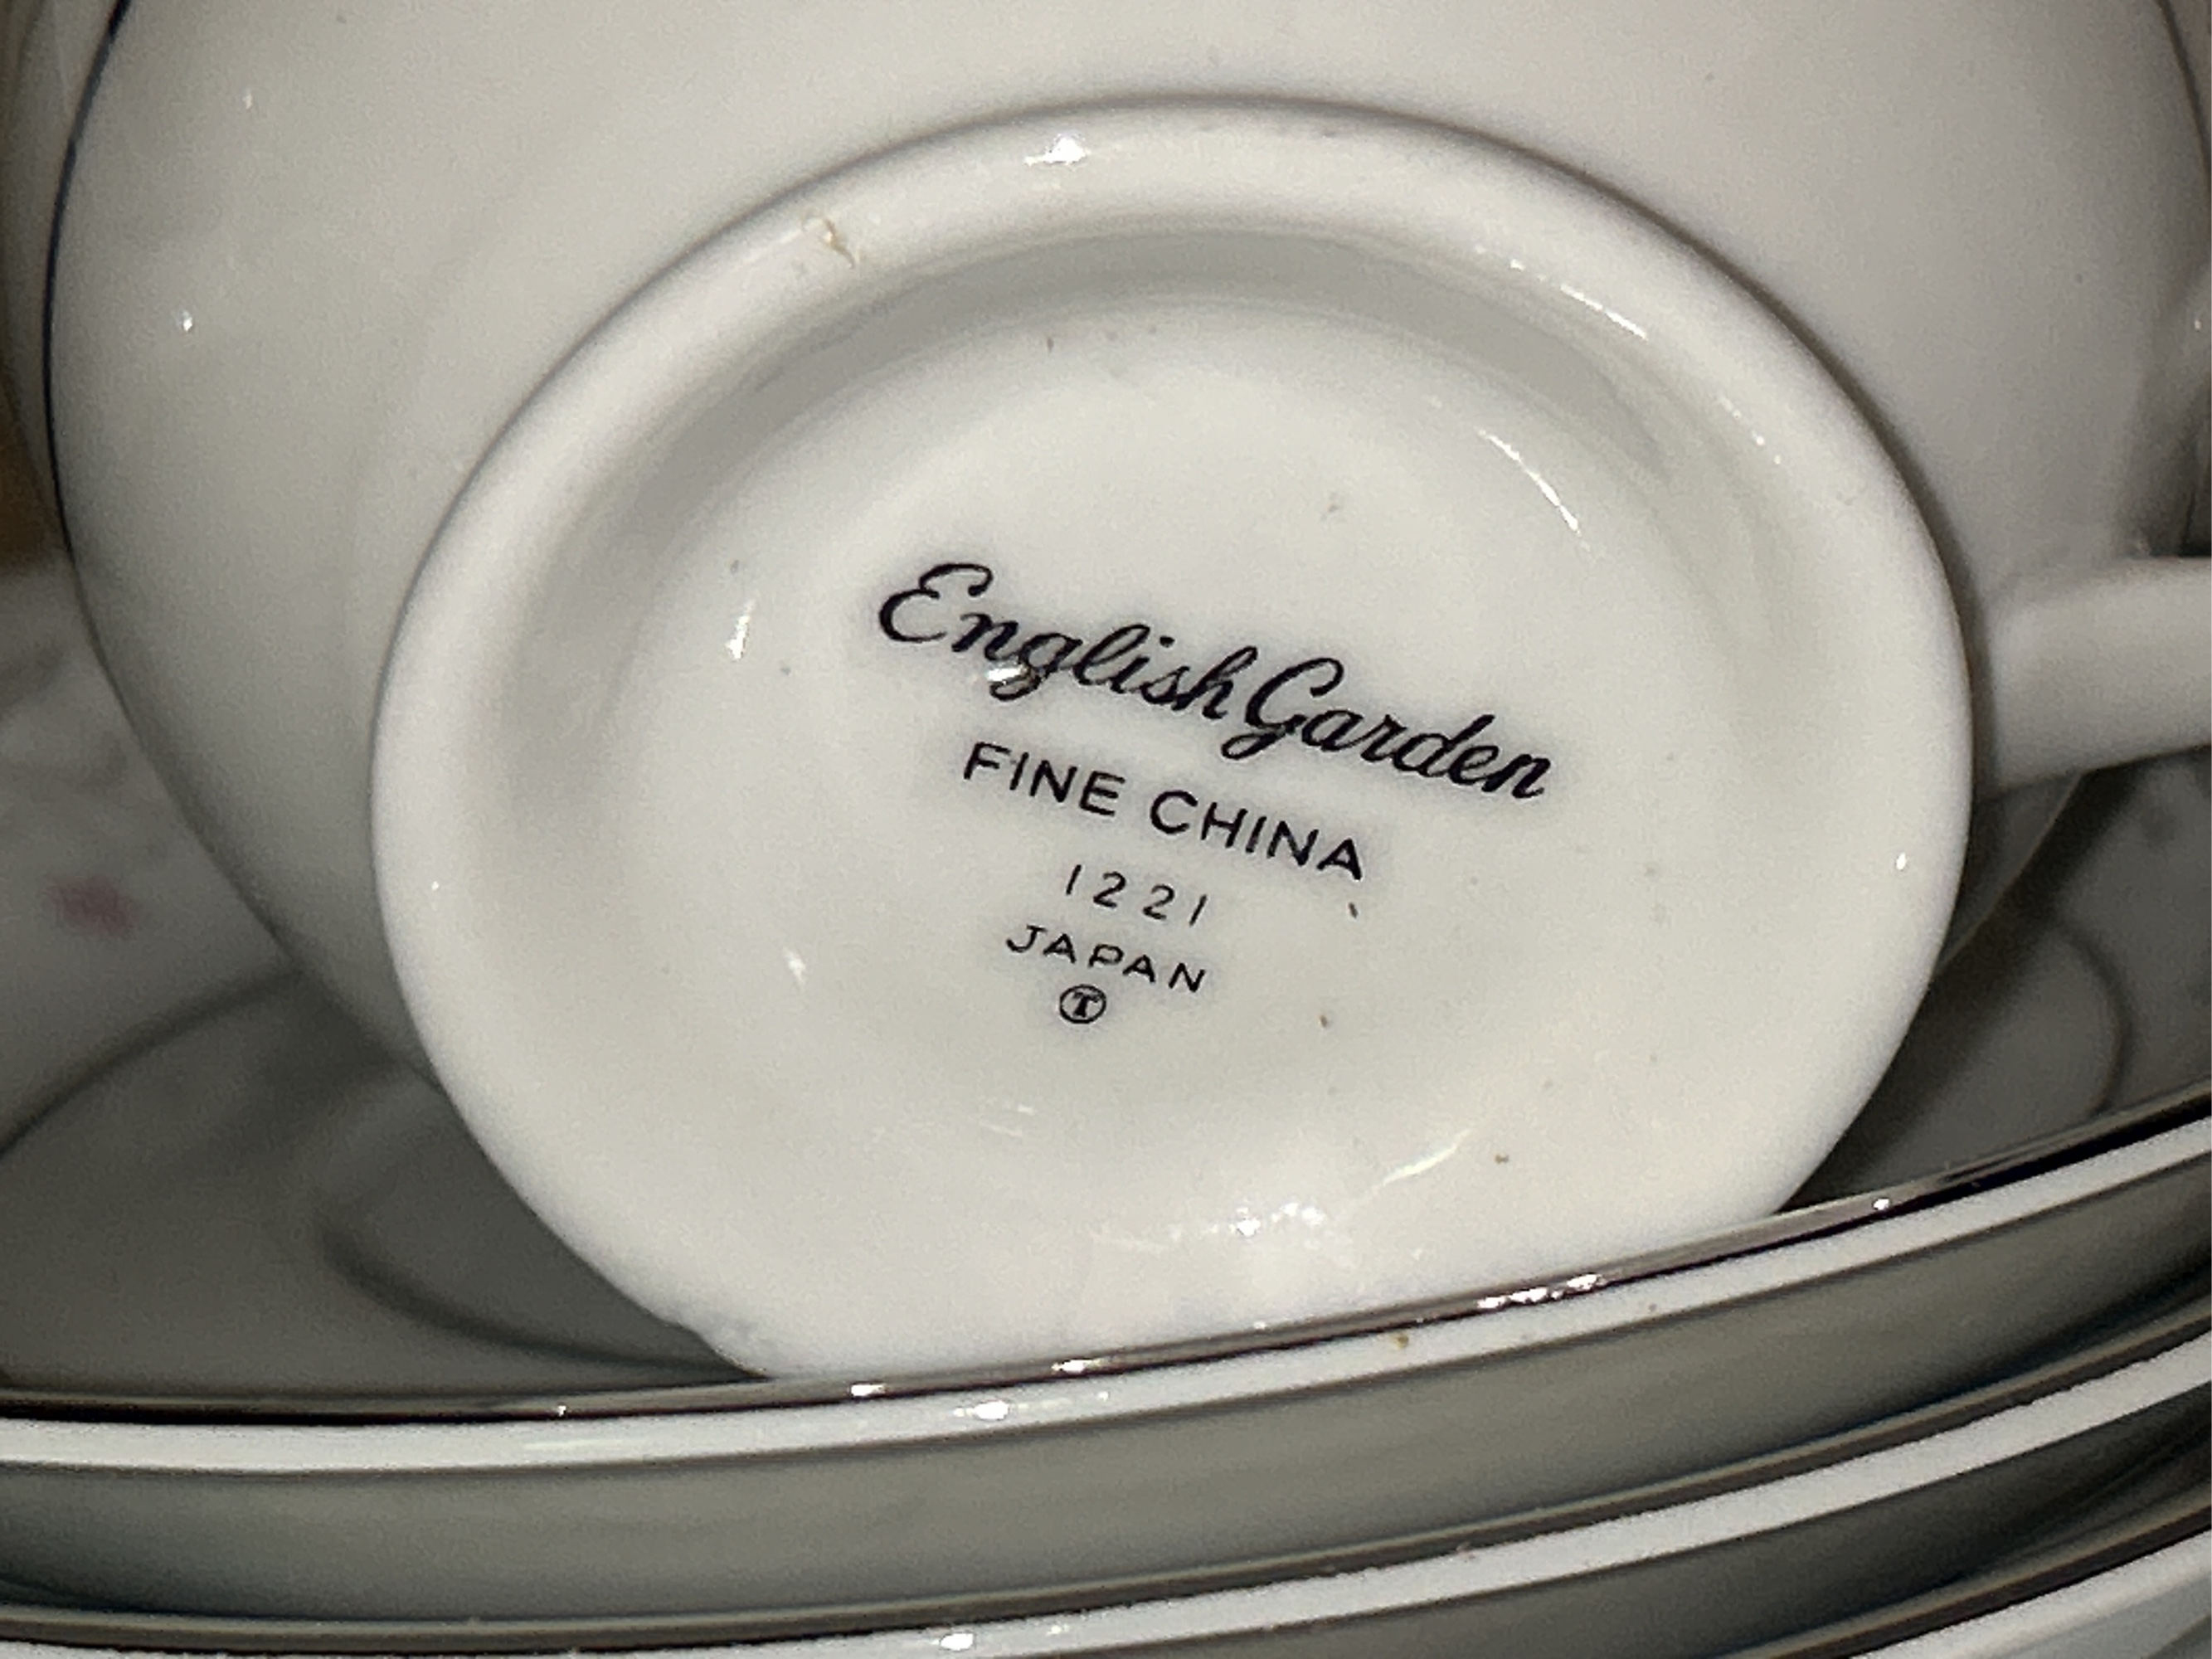 English Garden
FINE CHINA
1221
JAPAN
T